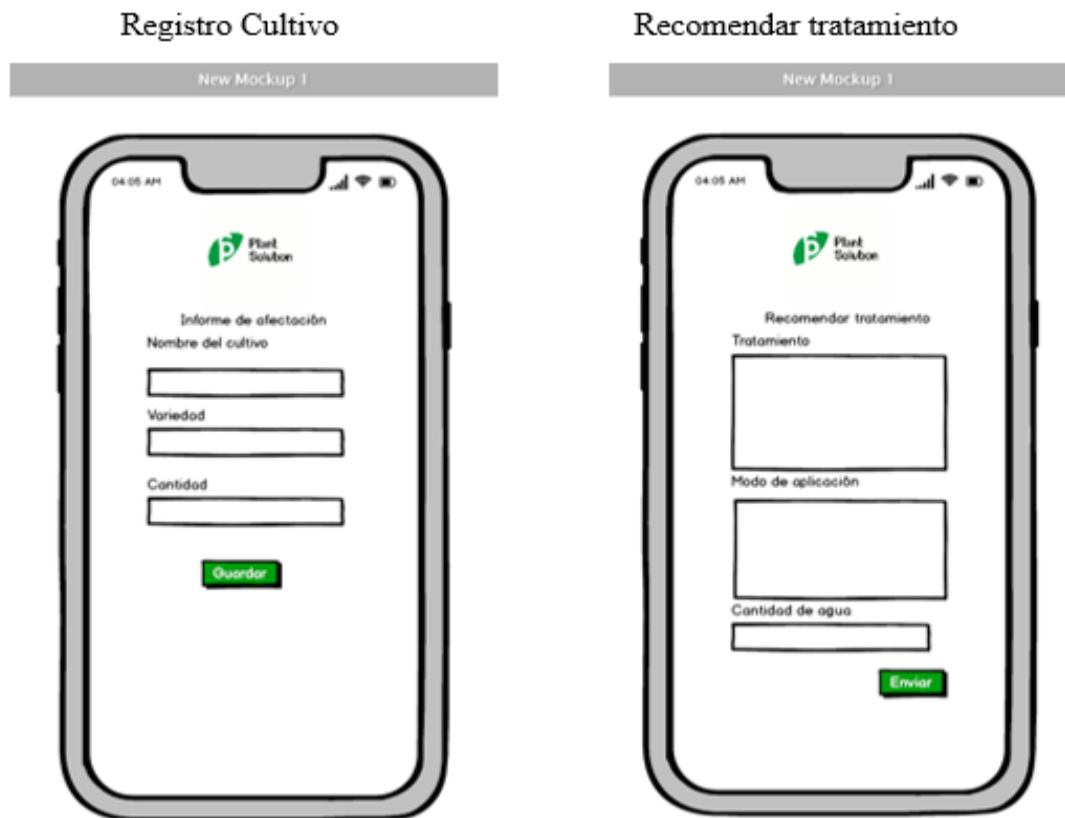 Registro Cultivo
New Mockup 1
04:05 AM
Plant
Solution
Informe de afectación
Nombre del cultivo
Variedad
Cantidad
Guardar
Recomendar tratamiento
New Mockup 1
04:05 AM
Plant
Solution
Recomendar tratamiento
Tratamiento
Modo de aplicación
Cantidad de agua
Enviar